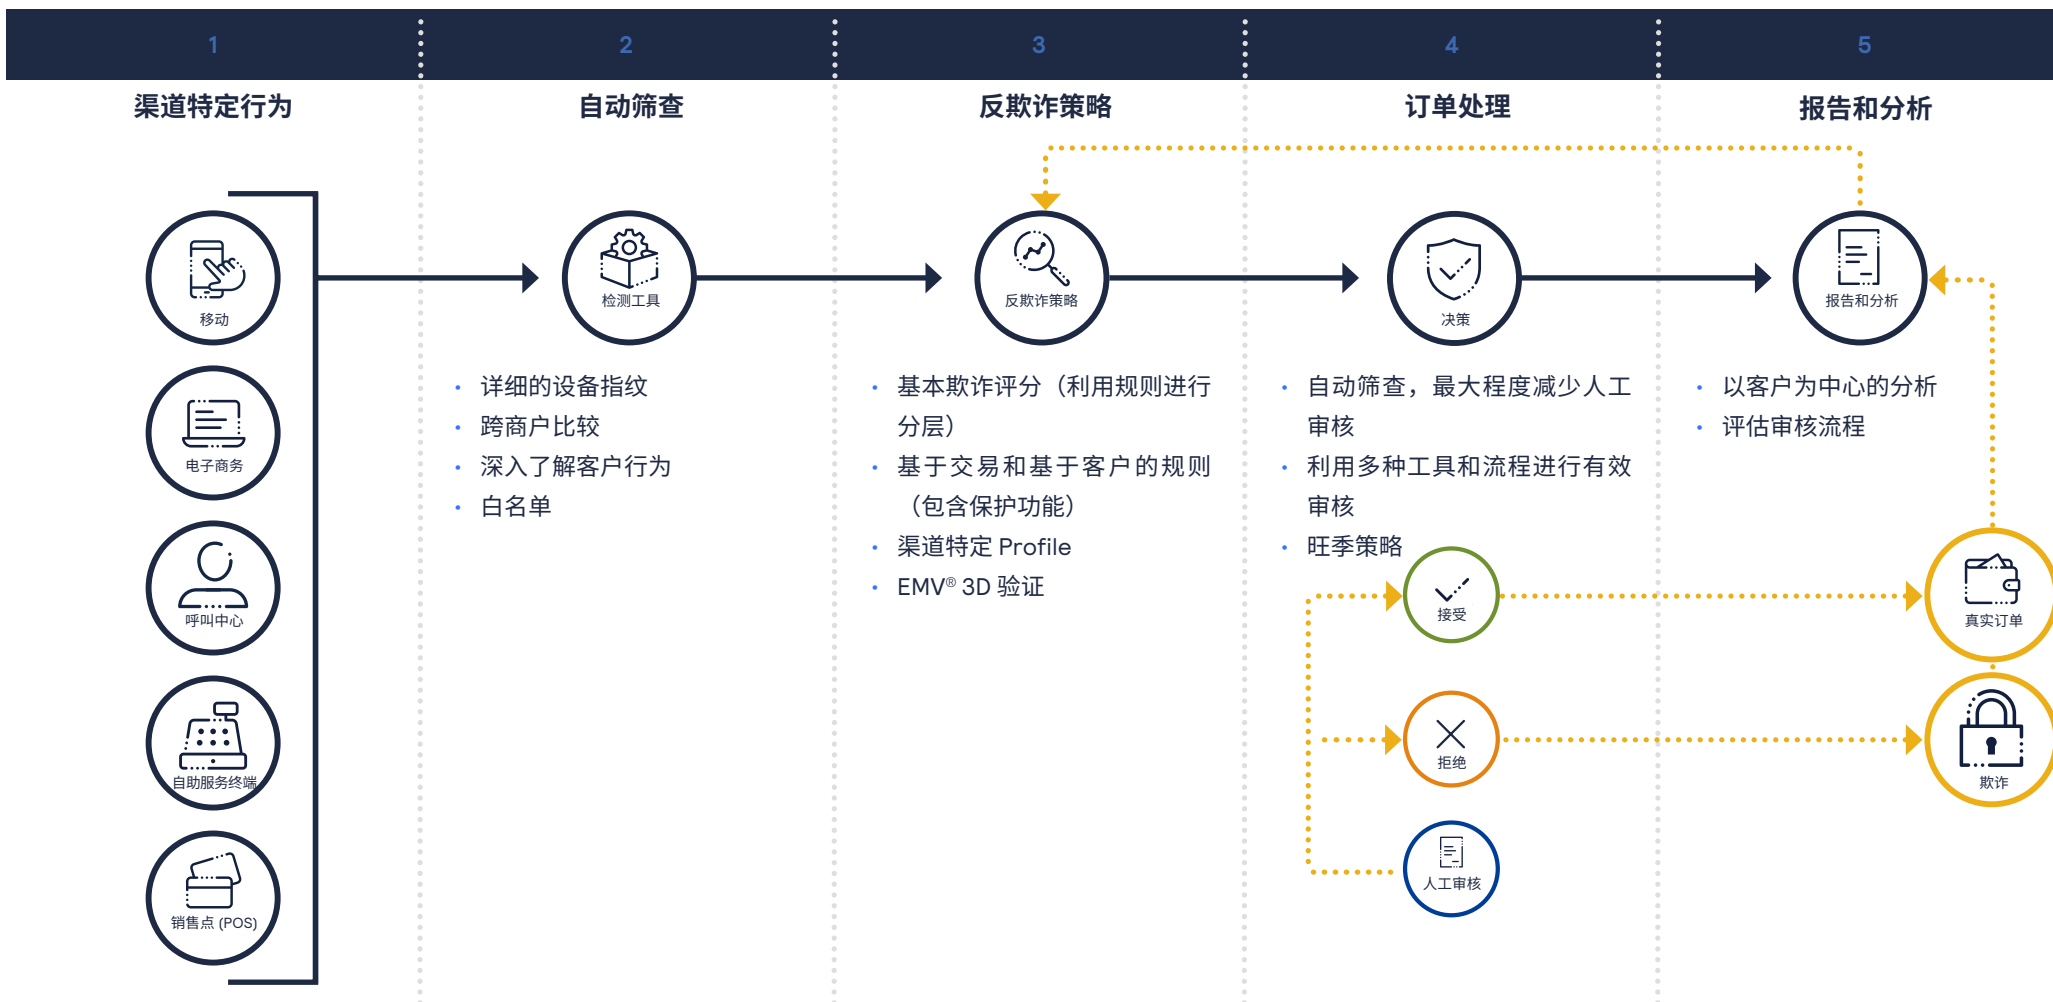 1
2
3
4
5
渠道特定行为
自动筛查
反欺诈策略
订单处理
报告和分析
移动
电子商务
呼叫中心
自助服务终端
销售点 (POS)
检测工具
• 详细的设备指纹
• 跨商户比较
• 深入了解客户行为
• 白名单
反欺诈策略
• 基本欺诈评分（利用规则进行
分层）
• 基于交易和基于客户的规则
（包含保护功能）
• 渠道特定 Profile
• EMV® 3D 验证
决策
• 自动筛查，最大程度减少人工
审核
• 利用多种工具和流程进行有效
审核
• 旺季策略
接受
拒绝
人工审核
报告和分析
• 以客户为中心的分析
• 评估审核流程
真实订单
欺诈